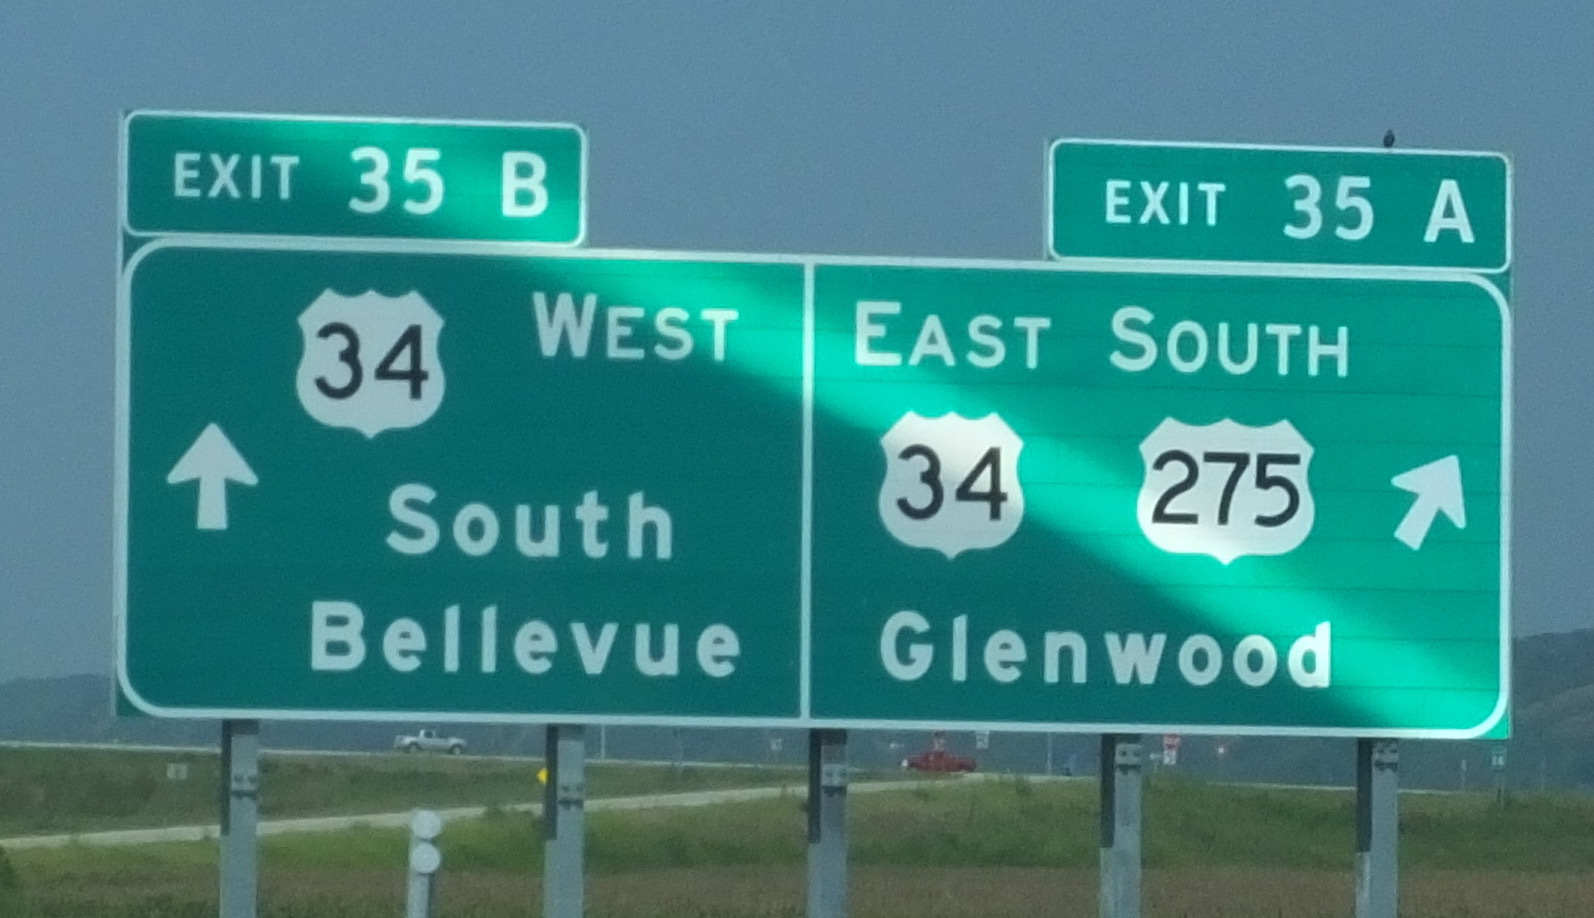 EXIT 35 B
34 WEST
South
Bellevue
EXIT 35 A
EAST SOUTH
34 275
Glenwood